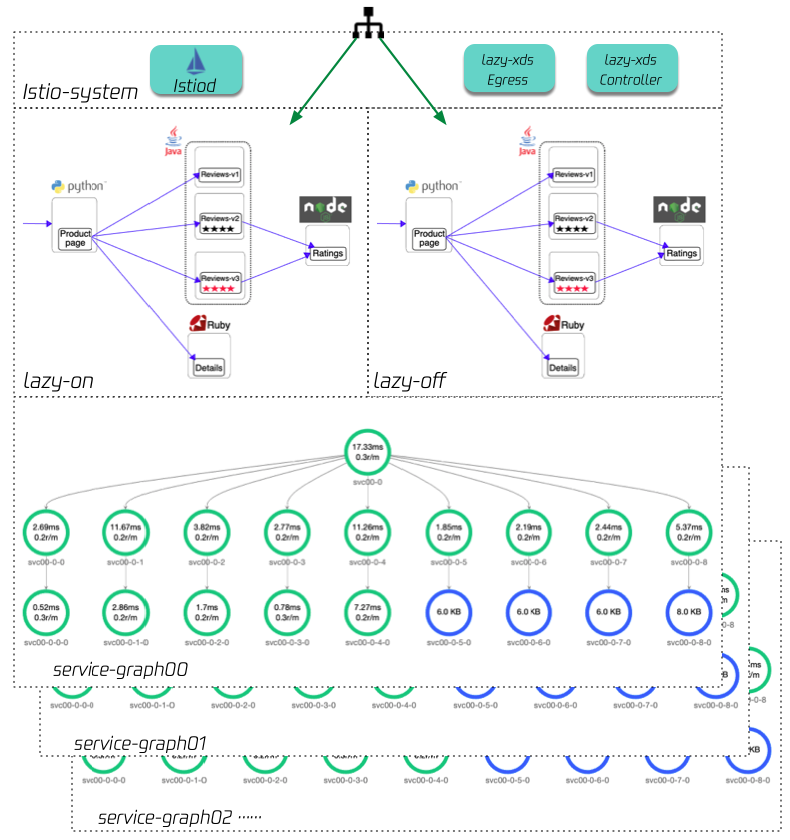 Istiod
lazy-xds
Egress
lazy-xds
Controller
Istio-system
python™
Java
Reviews-v1
Reviews-v2
Reviews-v3
node
Product
page
Ratings
Ruby
Details
lazy-on
python™
Java
Reviews-v1
Reviews-v2
Reviews-v3
node
Product
page
Ratings
Ruby
Details
lazy-off
17.33ms
0.3r/m
svc00-0
2.69ms
0.2r/m
svc00-0-0
11.67ms
0.2r/m
svc00-0-1
3.82ms
0.2r/m
svc00-0-2
2.77ms
0.2r/m
svc00-0-3
11.26ms
0.2r/m
svc00-0-4
1.85ms
0.2r/m
svc00-0-5
2.19ms
0.2r/m
svc00-0-6
2.44ms
0.2r/m
svc00-0-7
5.37ms
0.2r/m
svc00-0-8
0.52ms
0.3r/m
svc00-0-0-0
2.86ms
0.2r/m
svc00-0-1-0
1.7ms
0.2r/m
svc00-0-2-0
0.78ms
0.3r/m
svc00-0-3-0
7.27ms
0.2r/m
svc00-0-4-0
6.0 KB
svc00-0-5-0
6.0 KB
svc00-0-6-0
6.0 KB
svc00-0-7-0
8.0 KB
svc00-0-8-0
service-graph00
svc00-0-0-0
svc00-0-1-0
svc00-0-2-0
svc00-0-3-0
svc00-0-4-0
svc00-0-5-0
svc00-0-6-0
svc00-0-7-0
svc00-0-8-0
service-graph01
svc00-0-0-0
svc00-0-1-0
svc00-0-2-0
svc00-0-3-0
svc00-0-4-0
svc00-0-5-0
svc00-0-6-0
svc00-0-7-0
KB
svc00-0-8-0
service-graph02 ······